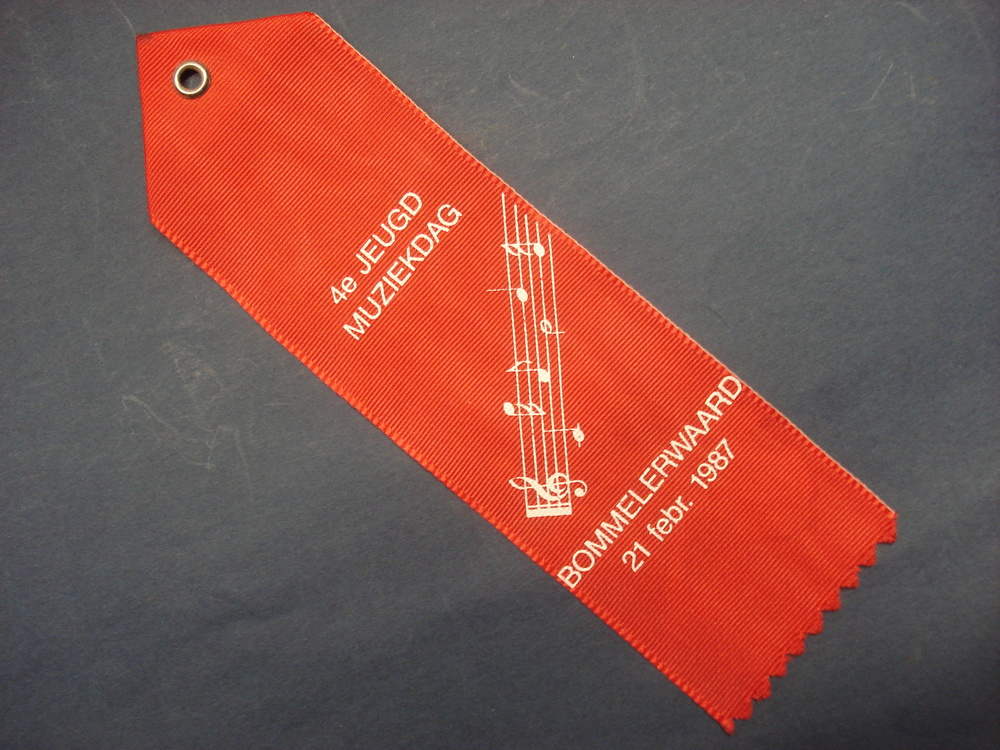 4e JEUGD
MUZIEKDAG
BOMMELERWAARD
21 febr. 1987